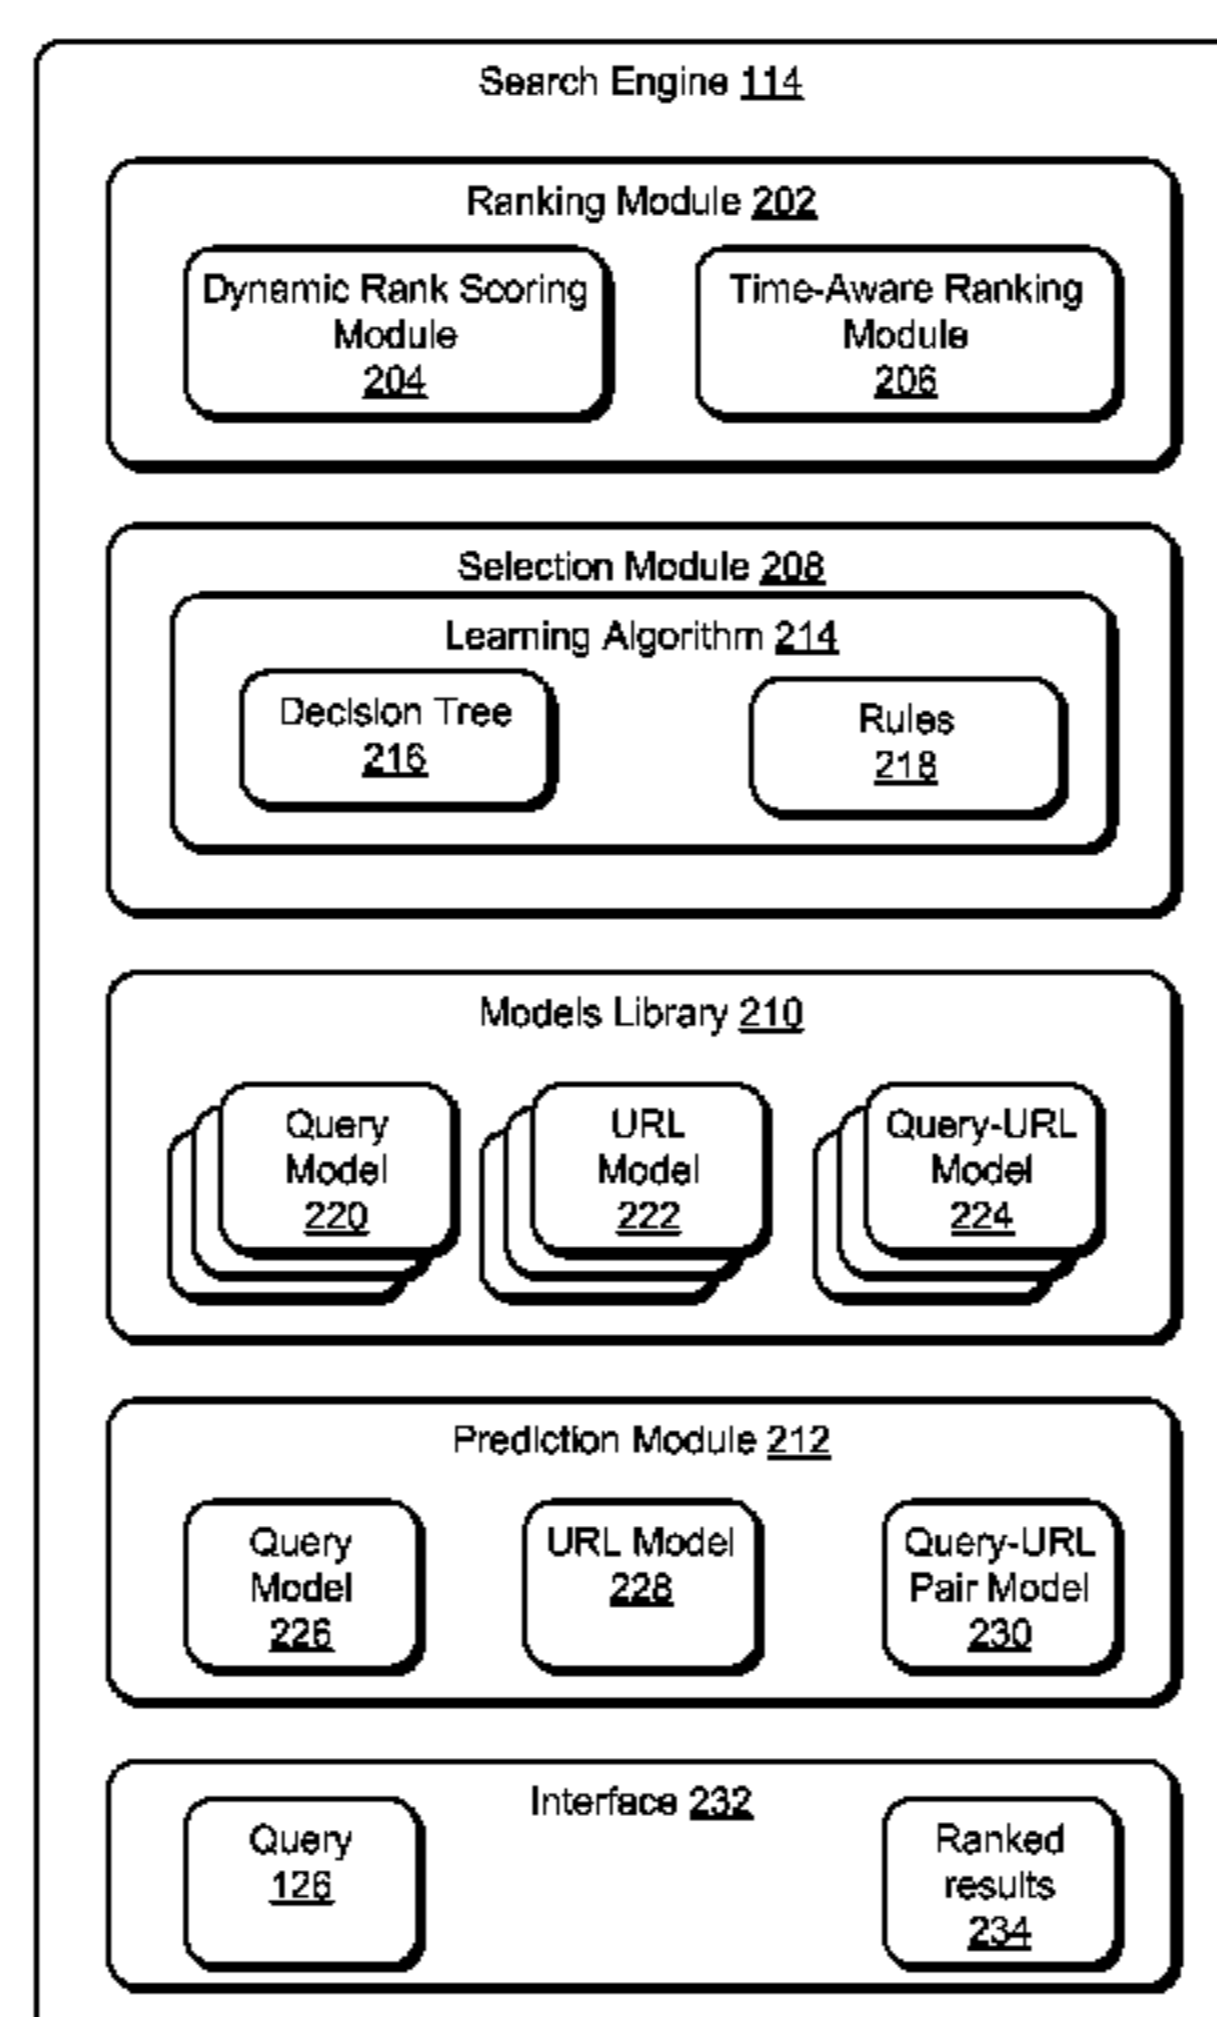 Search Engine 114
Ranking Module 202
Dynamic Rank Scoring
Module
204
Time-Aware Ranking
Module
206
Selection Module 208
Learning Algorithm 214
Decision Tree
216
Rules
218
Models Library 210
Query
Model
220
URL
Model
222
Query-URL
Model
224
Prediction Module 212
Query
Model
226
URL Model
228
Query-URL
Pair Model
230
Interface 232
Query
126
Ranked
results
234